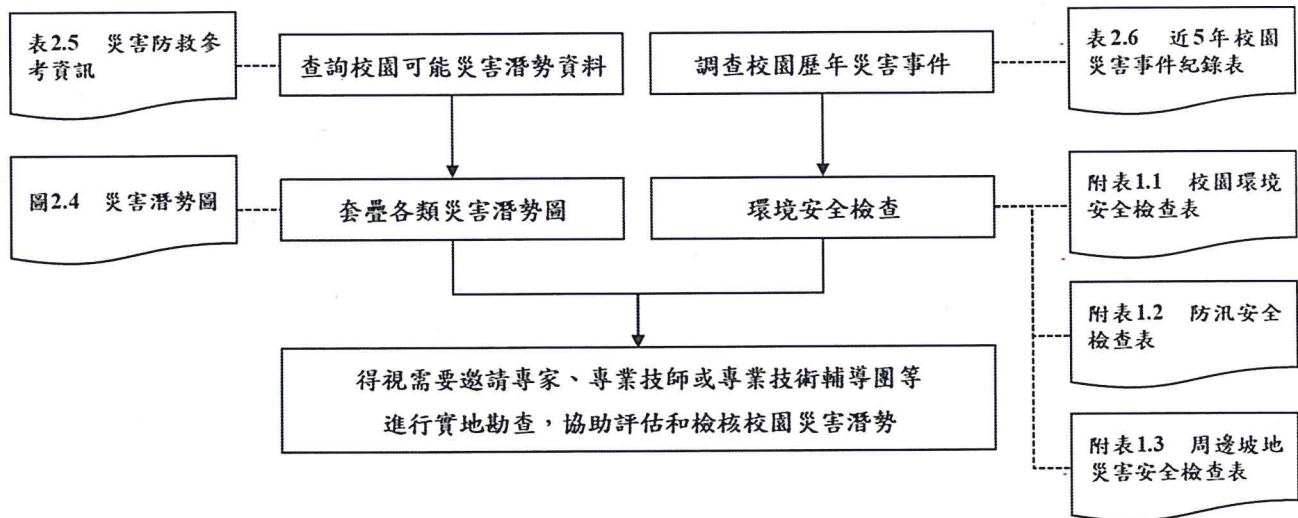 表2.5 災害防救參
考資訊
查詢校園可能災害潛勢資料
調查校園歷年災害事件
表2.6 近5年校園
災害事件紀錄表
圖2.4 災害潛勢圖
套疊各類災害潛勢圖
環境安全檢查
附表1.1 校園環境
安全檢查表
附表1.2 防汛安全
檢查表
得視需要邀請專家、專業技師或專業技術輔導團等
進行實地勘查，協助評估和檢核校園災害潛勢
附表1.3 周邊坡地
災害安全檢查表